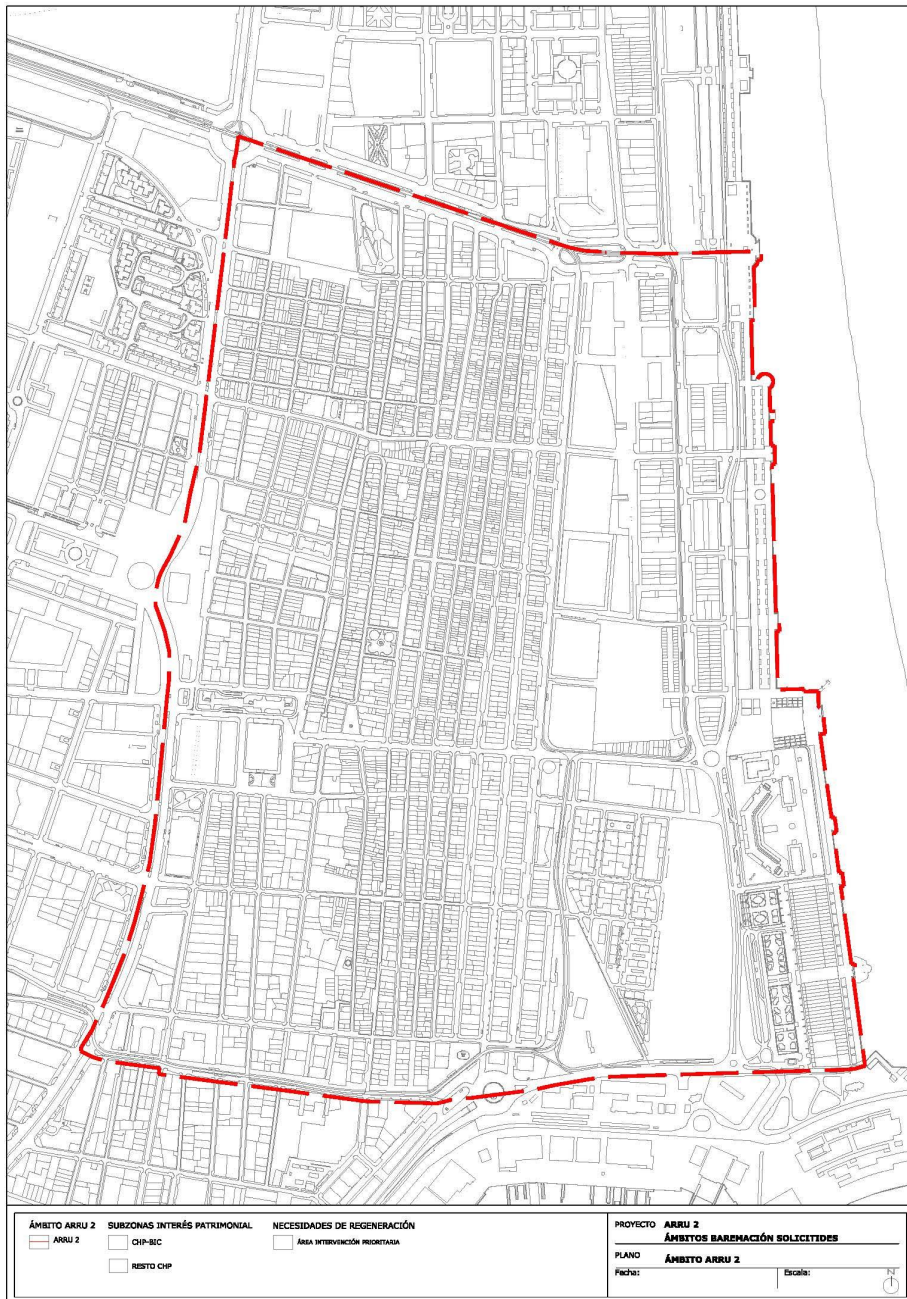 ÁMBITO ARRU 2
ARRU 2
SUBZONAS INTERÉS PATRIMONIAL
CHP-BIC
RESTO CHP
NECESIDADES DE REGENERACIÓN
ÁREA INTERVENCIÓN PRIORITARIA
PROYECTO ARRU 2
ÁMBITOS BAREMACIÓN SOLICITIDES
PLANO ÁMBITO ARRU 2
Fecha: Escala:
N